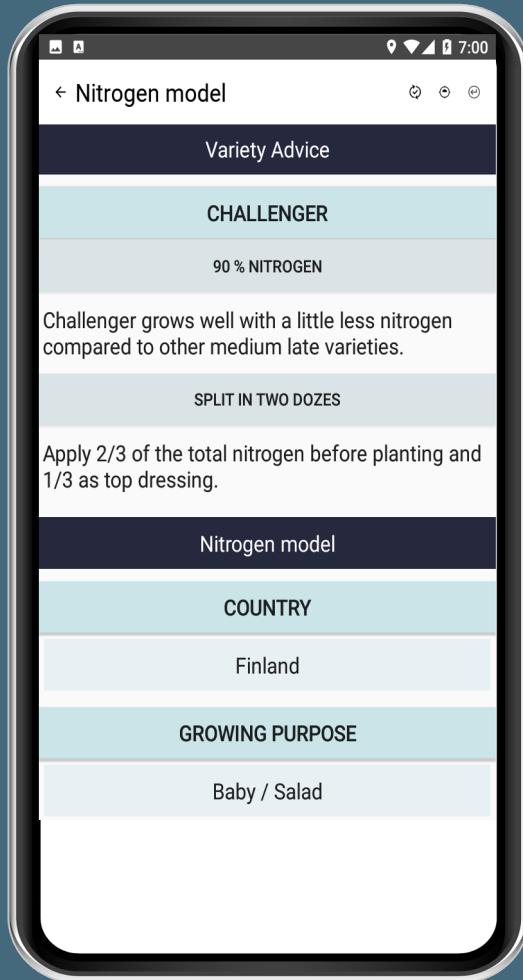 7:00
Nitrogen model
Variety Advice
CHALLENGER
90 % NITROGEN
Challenger grows well with a little less nitrogen
compared to other medium late varieties.
SPLIT IN TWO DOZES
Apply 2/3 of the total nitrogen before planting and
1/3 as top dressing.
Nitrogen model
COUNTRY
Finland
GROWING PURPOSE
Baby / Salad